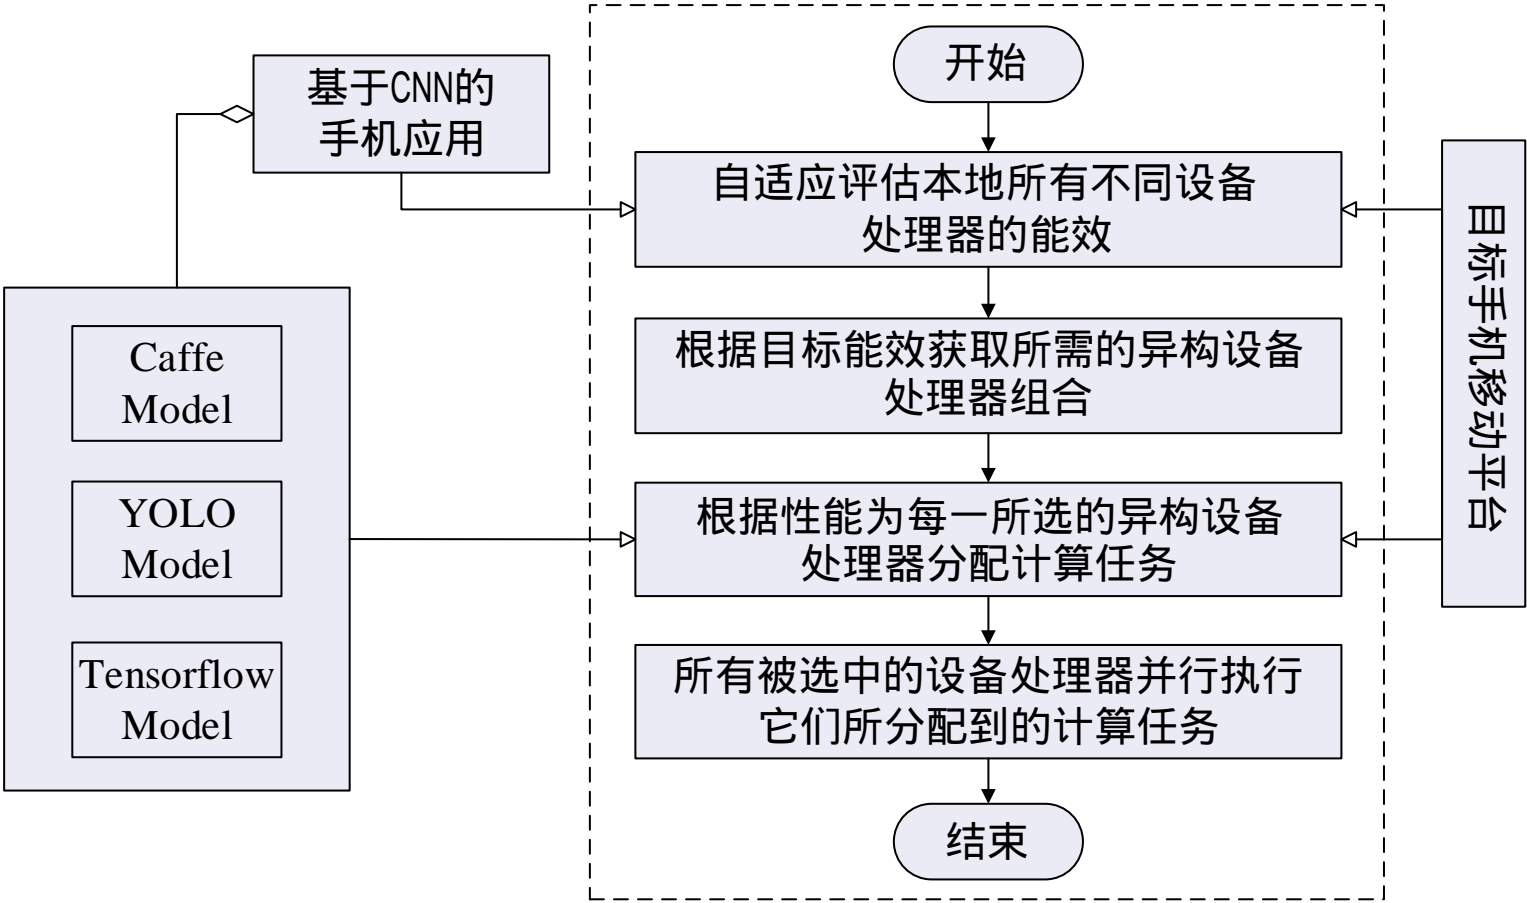 开始
基于CNN的
手机应用
自适应评估本地所有不同设备
处理器的能效
根据目标能效获取所需的异构设备
处理器组合
根据性能为每一所选的异构设备
处理器分配计算任务
所有被选中的设备处理器并行执行
它们所分配到的计算任务
结束
Caffe
Model
YOLO
Model
Tensorflow
Model
目标手机移动平台